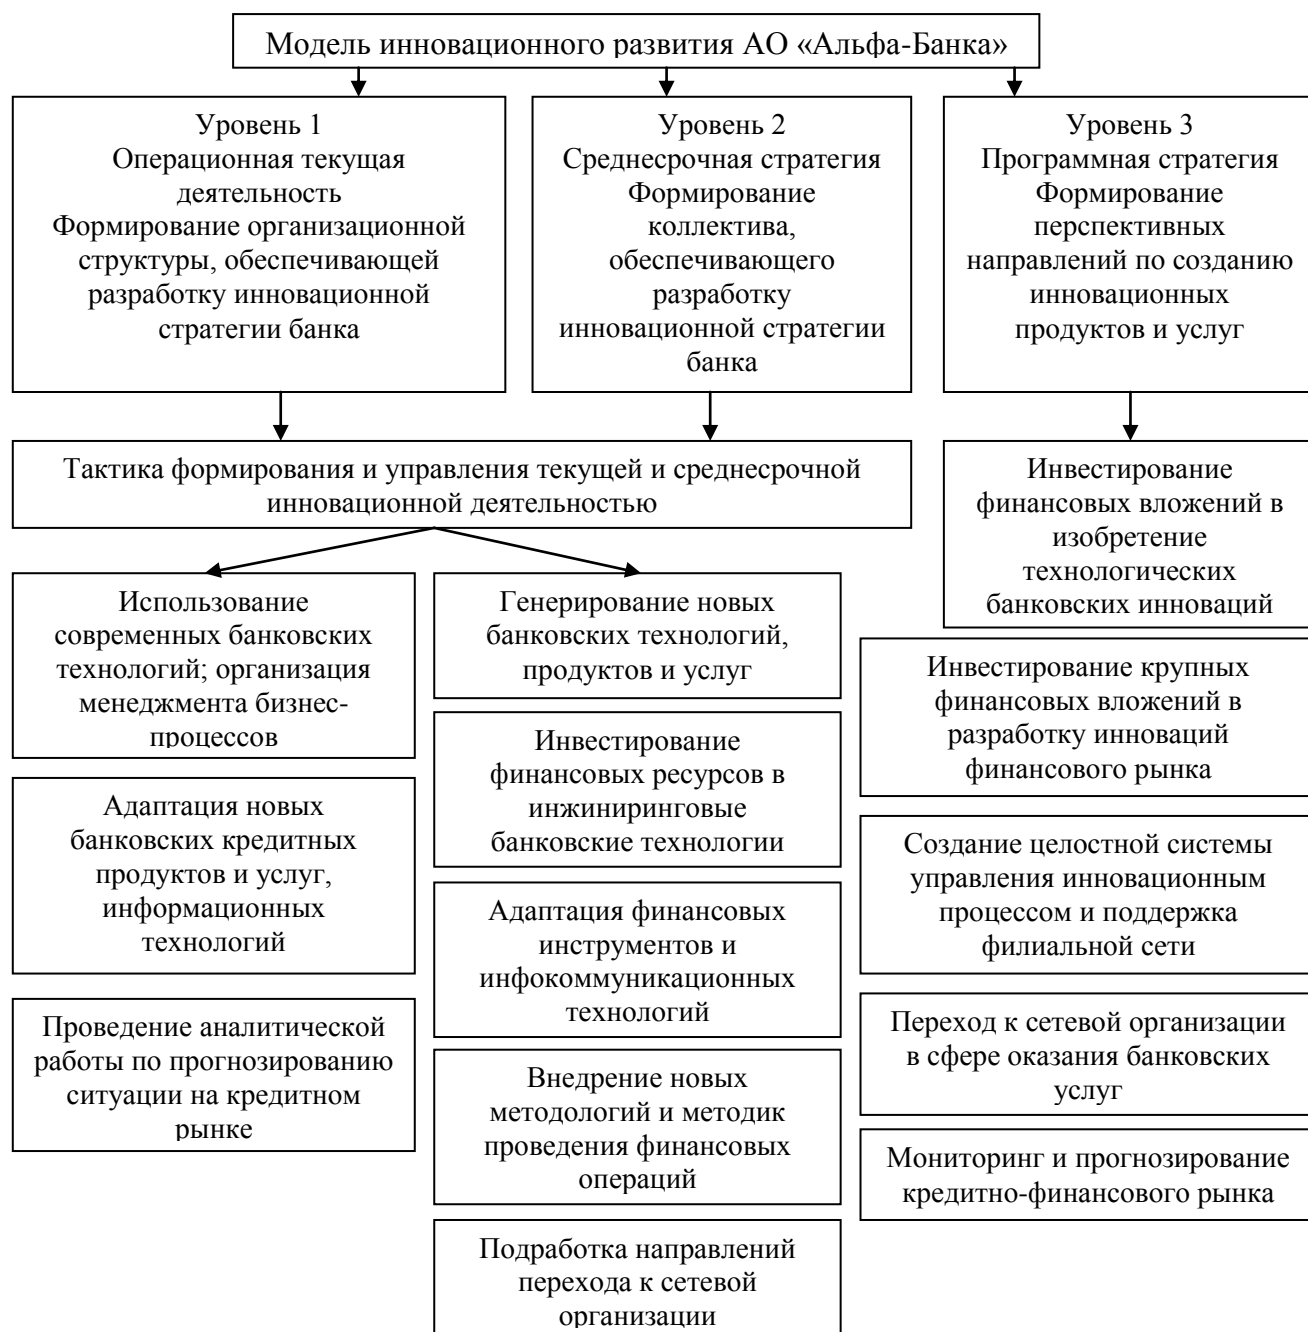 Модель инновационного развития АО «Альфа-Банка»
Уровень 1
Операционная текущая
деятельность
Формирование организационной
структуры, обеспечивающей
разработку инновационной
стратегии банка
Уровень 2
Среднесрочная стратегия
Формирование
коллектива,
обеспечивающего
разработку
инновационной стратегии
банка
Уровень 3
Программная стратегия
Формирование
перспективных
направлений по созданию
инновационных
продуктов и услуг
Тактика формирования и управления текущей и среднесрочной
инновационной деятельностью
Использование
современных банковских
технологий; организация
менеджмента бизнес-
процессов
Адаптация новых
банковских кредитных
продуктов и услуг,
информационных
технологий
Проведение аналитической
работы по прогнозированию
ситуации на кредитном
рынке
Генерирование новых
банковских технологий,
продуктов и услуг
Инвестирование
финансовых ресурсов в
инжиниринговые
банковские технологии
Адаптация финансовых
инструментов и
инфокоммуникационных
технологий
Внедрение новых
методологий и методик
проведения финансовых
операций
Подработка направлений
перехода к сетевой
организации
Инвестирование
финансовых вложений в
изобретение
технологических
банковских инноваций
Инвестирование крупных
финансовых вложений в
разработку инноваций
финансового рынка
Создание целостной системы
управления инновационным
процессом и поддержка
филиальной сети
Переход к сетевой организации
в сфере оказания банковских
услуг
Мониторинг и прогнозирование
кредитно-финансового рынка